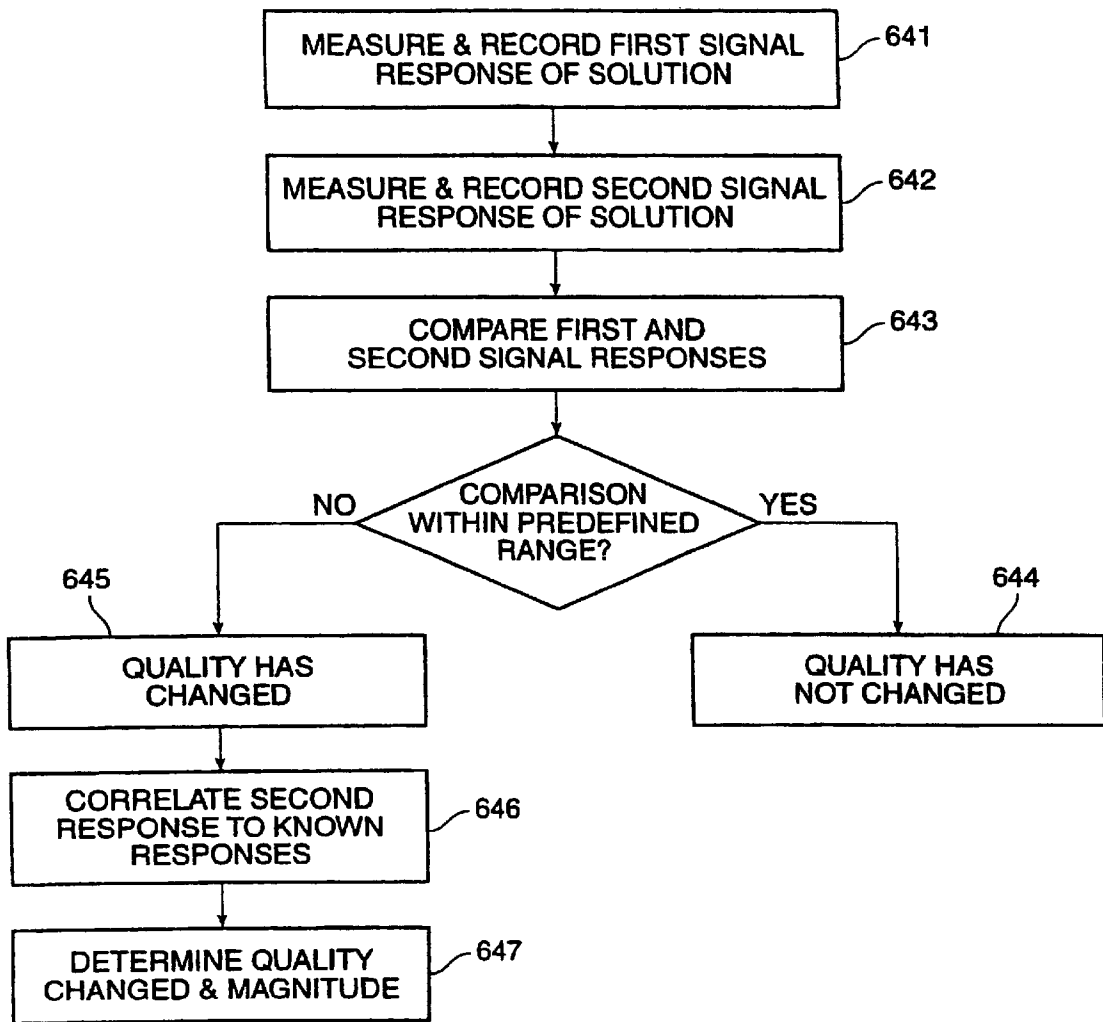 MEASURE & RECORD FIRST SIGNAL
RESPONSE OF SOLUTION
641
MEASURE & RECORD SECOND SIGNAL
RESPONSE OF SOLUTION
642
COMPARE FIRST AND
SECOND SIGNAL RESPONSES
643
COMPARISON
WITHIN PREDEFINED
RANGE?
NO
YES
645
QUALITY HAS
CHANGED
644
QUALITY HAS
NOT CHANGED
CORRELATE SECOND
RESPONSE TO KNOWN
RESPONSES
646
DETERMINE QUALITY
CHANGED & MAGNITUDE
647